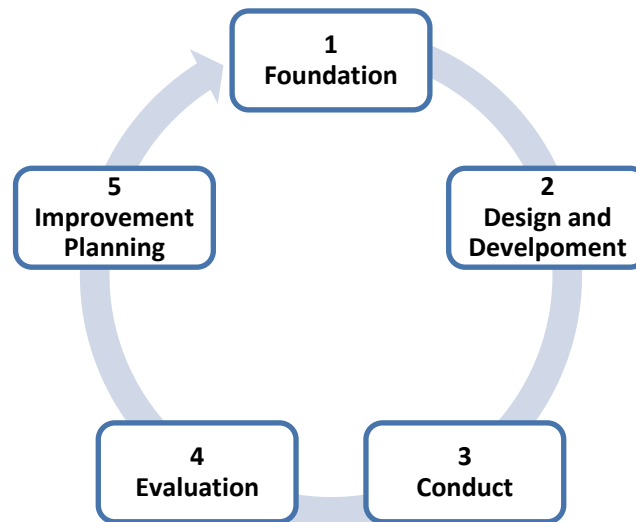 1
Foundation
2
Design and
Develpoment
3
Conduct
4
Evaluation
5
Improvement
Planning